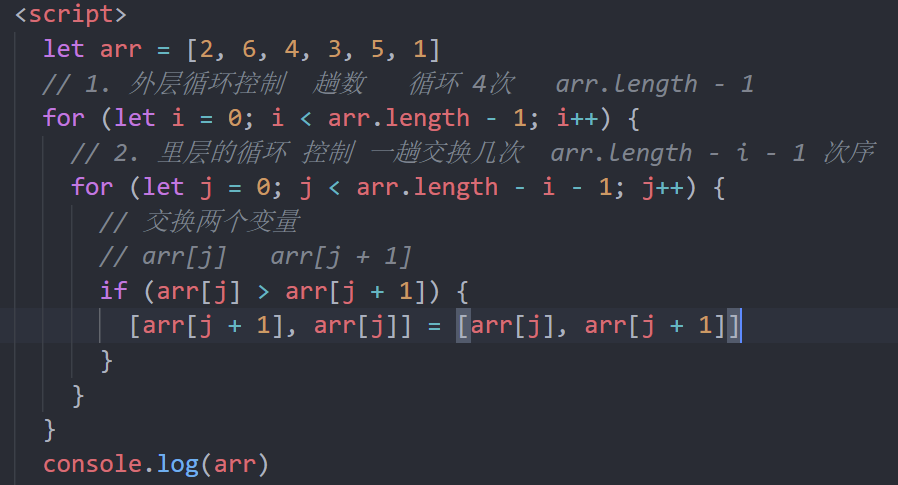 <script>
let arr = [2, 6, 4, 3, 5, 1]
// 1. 外层循环控制 趟数 循环 4次 arr.length - 1
for (let i = 0; i < arr.length - 1; i++) {
// 2. 里层的循环 控制 一趟交换几次 arr.length - i - 1 次序
for (let j = 0; j < arr.length - i - 1; j++) {
// 交换两个变量
// arr[j] arr[j + 1]
if (arr[j] > arr[j + 1]) {
[arr[j + 1], arr[j]] = [arr[j], arr[j + 1]]
}
}
}
console.log(arr)